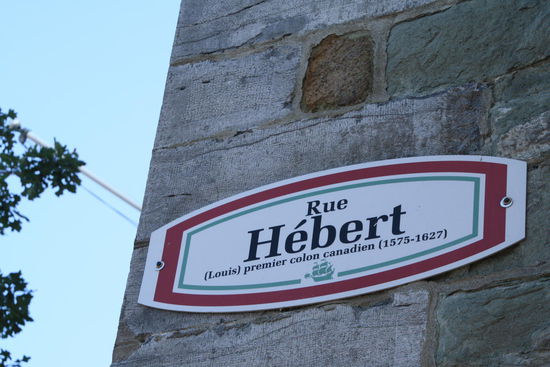 Rue
Hébert
(Louis) premier colon canadien (1575-1627)